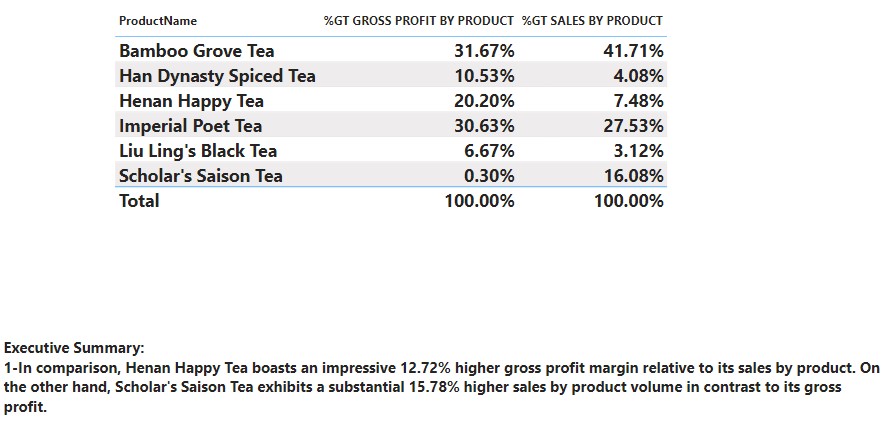 ProductName %GT GROSS PROFIT BY PRODUCT %GT SALES BY PRODUCT
Bamboo Grove Tea 31.67% 41.71%
Han Dynasty Spiced Tea 10.53% 4.08%
Henan Happy Tea 20.20% 7.48%
Imperial Poet Tea 30.63% 27.53%
Liu Ling's Black Tea 6.67% 3.12%
Scholar's Saison Tea 0.30% 16.08%
Total 100.00% 100.00%
Executive Summary:
1-In comparison, Henan Happy Tea boasts an impressive 12.72% higher gross profit margin relative to its sales by product. On
the other hand, Scholar's Saison Tea exhibits a substantial 15.78% higher sales by product volume in contrast to its gross
profit.